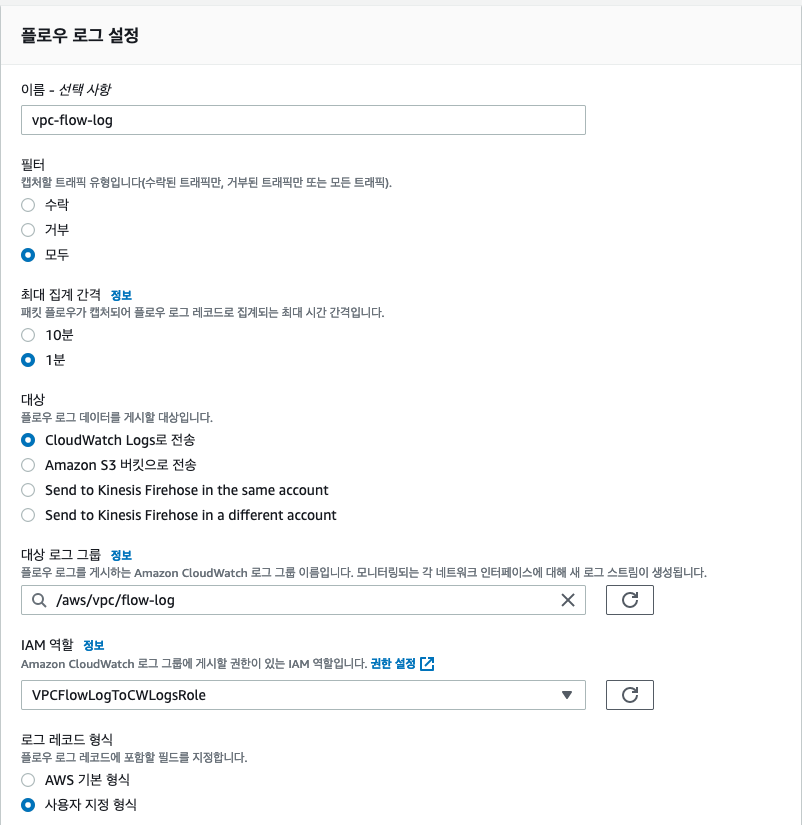 플로우 로그 설정
이름 - 선택 사항
vpc-flow-log
필터
캡처할 트래픽 유형입니다(수락된 트래픽만, 거부된 트래픽만 또는 모든 트래픽).
수락
거부
모두
최대 집계 간격 정보
패킷 플로우가 캡처되어 플로우 로그 레코드로 집계되는 최대 시간 간격입니다.
10분
1분
대상
플로우 로그 데이터를 게시할 대상입니다.
CloudWatch Logs로 전송
Amazon S3 버킷으로 전송
Send to Kinesis Firehose in the same account
Send to Kinesis Firehose in a different account
대상 로그 그룹 정보
플로우 로그를 게시하는 Amazon CloudWatch 로그 그룹 이름입니다. 모니터링되는 각 네트워크 인터페이스에 대해 새 로그 스트림이 생성됩니다.
/aws/vpc/flow-log
IAM 역할 정보
Amazon CloudWatch 로그 그룹에 게시할 권한이 있는 IAM 역할입니다. 권한 설정
VPCFlowLogToCWLogsRole
로그 레코드 형식
플로우 로그 레코드에 포함할 필드를 지정합니다.
AWS 기본 형식
사용자 지정 형식